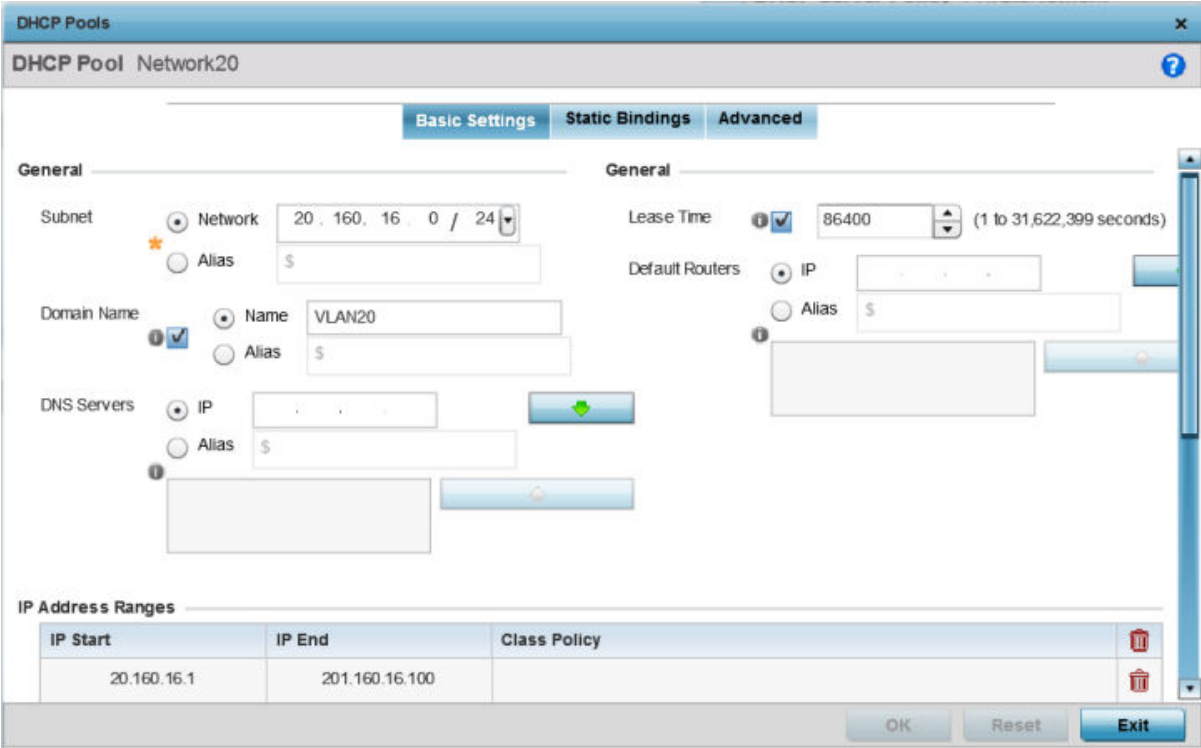 DHCP Pools
DHCP Pool Network20
Basic Settings Static Bindings Advanced
General
Subnet
Network 20 . 160. 16 . 0 / 24
* Alias $
Domain Name
Name VLAN20
Alias $
DNS Servers
IP . . .
Alias $
General
Lease Time 86400 (1 to 31,622,399 seconds)
Default Routers
IP . . .
Alias $
IP Address Ranges
IP Start IP End Class Policy
20.160.16.1 201.160.16.100
OK Reset Exit